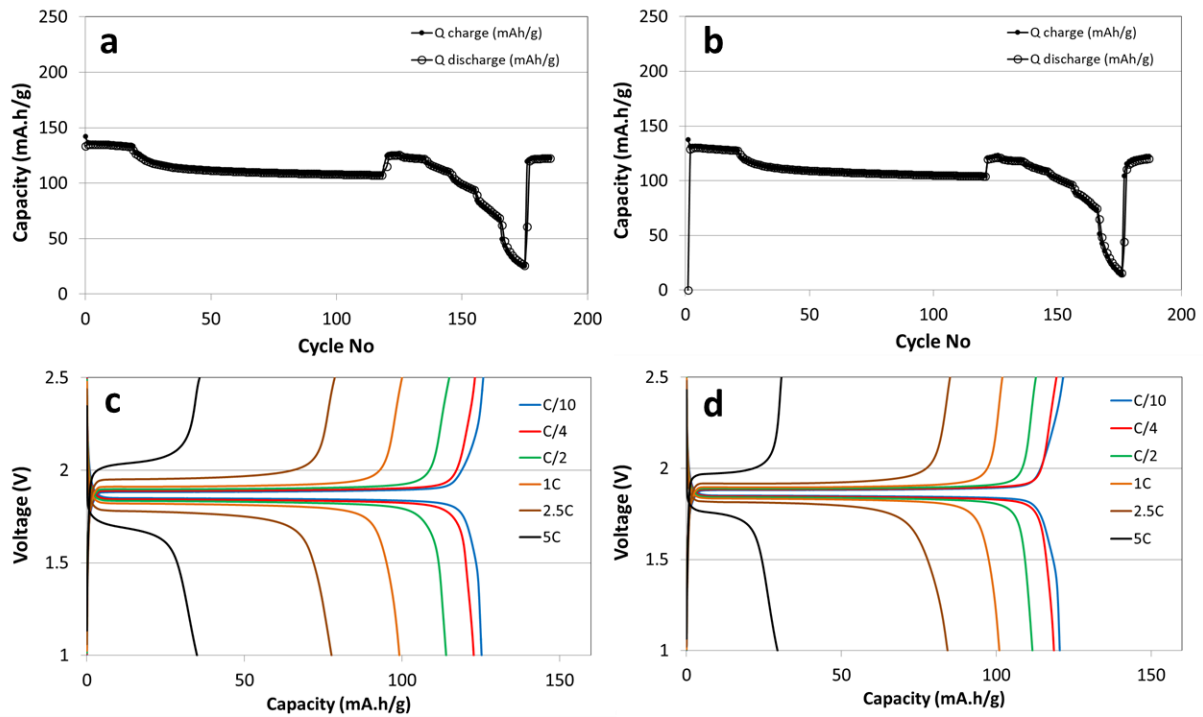 a
250
200
150
100
50
0
Capacity (mA.h/g)
Q charge (mAh/g)
Q discharge (mAh/g)
0 50 100 150 200
Cycle No
b
250
200
150
100
50
0
Capacity (mA.h/g)
Q charge (mAh/g)
Q discharge (mAh/g)
0 50 100 150 200
Cycle No
c
2.5
2
1.5
1
Voltage (V)
C/10
C/4
C/2
1C
2.5C
5C
0 50 100 150
Capacity (mA.h/g)
d
2.5
2
1.5
1
Voltage (V)
C/10
C/4
C/2
1C
2.5C
5C
0 50 100 150
Capacity (mA.h/g)